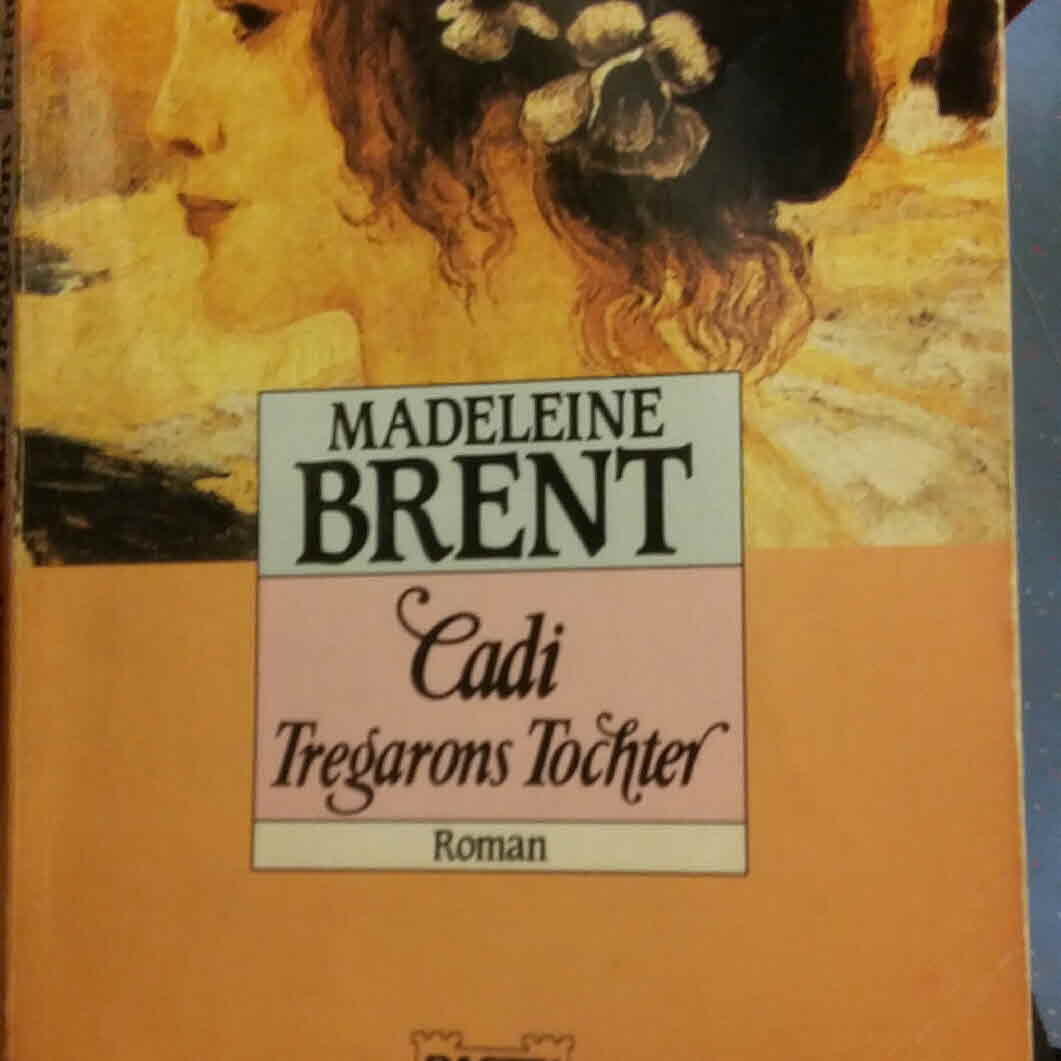 MADELEINE
BRENT
Cadi
Tregarons Tochter
Roman